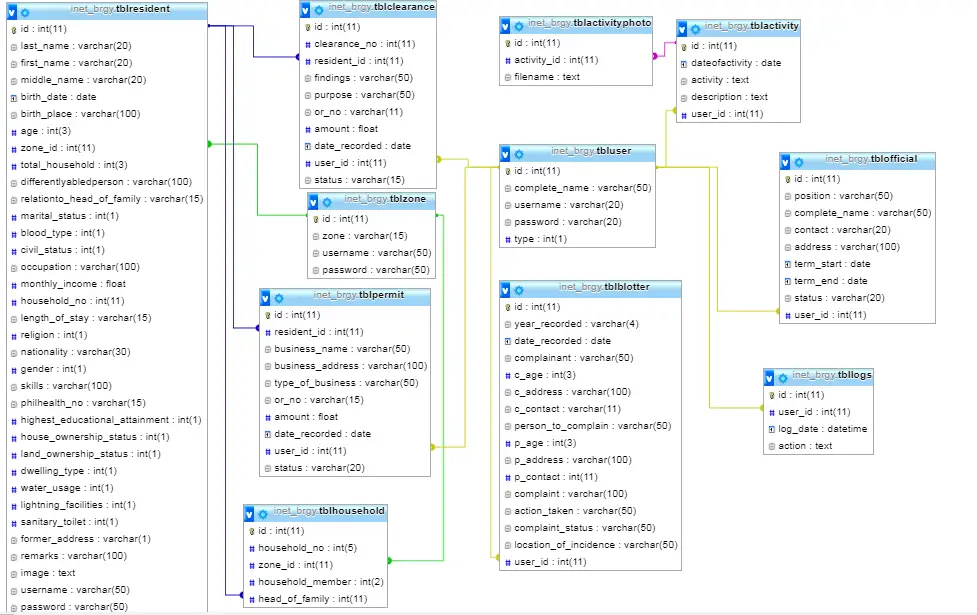 inet_brgy.tblresident
id : int(11)
last_name : varchar(20)
first_name : varchar(20)
middle_name : varchar(20)
birth_date : date
birth_place : varchar(100)
age : int(3)
zone_id : int(11)
total_household : int(3)
differentlyabledperson : varchar(100)
relationto_head_of_family : varchar(15)
marital_status : int(1)
blood_type : int(1)
civil_status : int(1)
occupation : varchar(100)
monthly_income : float
household_no : int(11)
length_of_stay : varchar(15)
religion : int(1)
nationality : varchar(30)
gender : int(1)
skills : varchar(100)
philhealth_no : varchar(15)
highest_educational_attainment : int(1)
house_ownership_status : int(1)
land_ownership_status : int(1)
dwelling_type : int(1)
water_usage : int(1)
lightning_facilities : int(1)
sanitary_toilet : int(1)
former_address : varchar(1)
remarks : varchar(100)
image : text
username : varchar(50)
password : varchar(50)
inet_brgy.tblclearance
id : int(11)
clearance_no : int(11)
resident_id : int(11)
findings : varchar(50)
purpose : varchar(50)
or_no : varchar(11)
amount : float
date_recorded : date
user_id : int(11)
status : varchar(15)
inet_brgy.tblzone
id : int(11)
zone : varchar(15)
username : varchar(50)
password : varchar(50)
inet_brgy.tblpermit
id : int(11)
resident_id : int(11)
business_name : varchar(50)
business_address : varchar(100)
type_of_business : varchar(50)
or_no : varchar(15)
amount : float
date_recorded : date
user_id : int(11)
status : varchar(20)
inet_brgy.tblhousehold
id : int(11)
household_no : int(5)
zone_id : int(11)
household_member : int(2)
head_of_family : int(11)
inet_brgy.tblactivityphoto
id : int(11)
activity_id : int(11)
filename : text
inet_brgy.tblactivity
id : int(11)
dateofactivity : date
activity : text
description : text
user_id : int(11)
inet_brgy.tbluser
id : int(11)
complete_name : varchar(50)
username : varchar(20)
password : varchar(20)
type : int(1)
inet_brgy.tblofficial
id : int(11)
position : varchar(50)
complete_name : varchar(50)
contact : varchar(20)
address : varchar(100)
term_start : date
term_end : date
status : varchar(20)
user_id : int(11)
inet_brgy.tblblotter
id : int(11)
year_recorded : varchar(4)
date_recorded : date
complainant : varchar(50)
c_age : int(3)
c_address : varchar(100)
c_contact : varchar(11)
person_to_complain : varchar(50)
p_age : int(3)
p_address : varchar(100)
p_contact : int(11)
complaint : varchar(100)
action_taken : varchar(50)
complaint_status : varchar(50)
location_of_incidence : varchar(50)
user_id : int(11)
inet_brgy.tbllogs
id : int(11)
user_id : int(11)
log_date : datetime
action : text